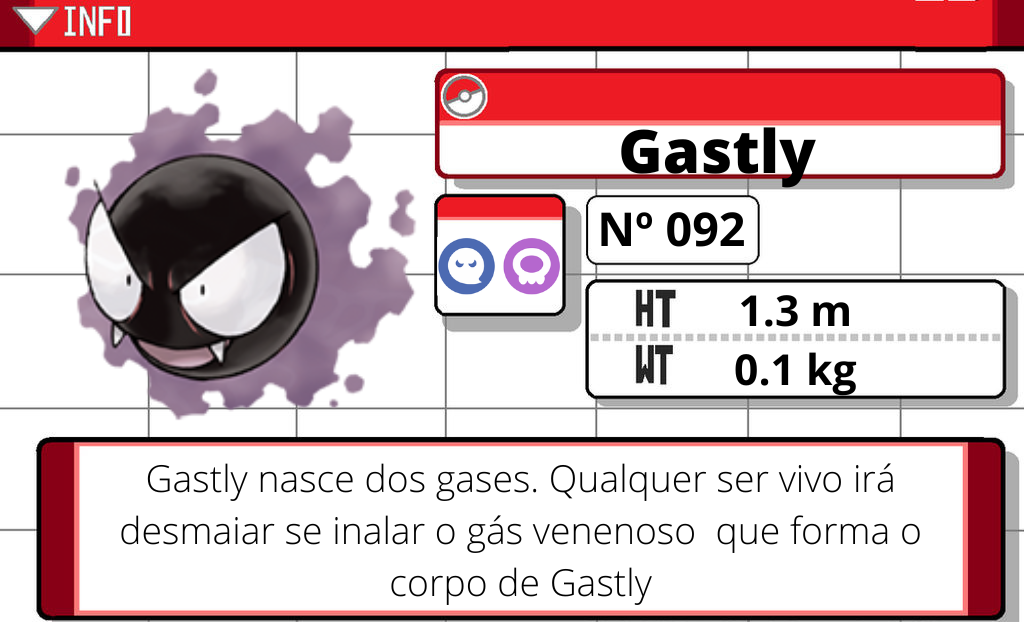 INFO
Gastly
Nº 092
HT 1.3 m
WT 0.1 kg
Gastly nasce dos gases. Qualquer ser vivo irá
desmaiar se inalar o gás venenoso que forma o
corpo de Gastly